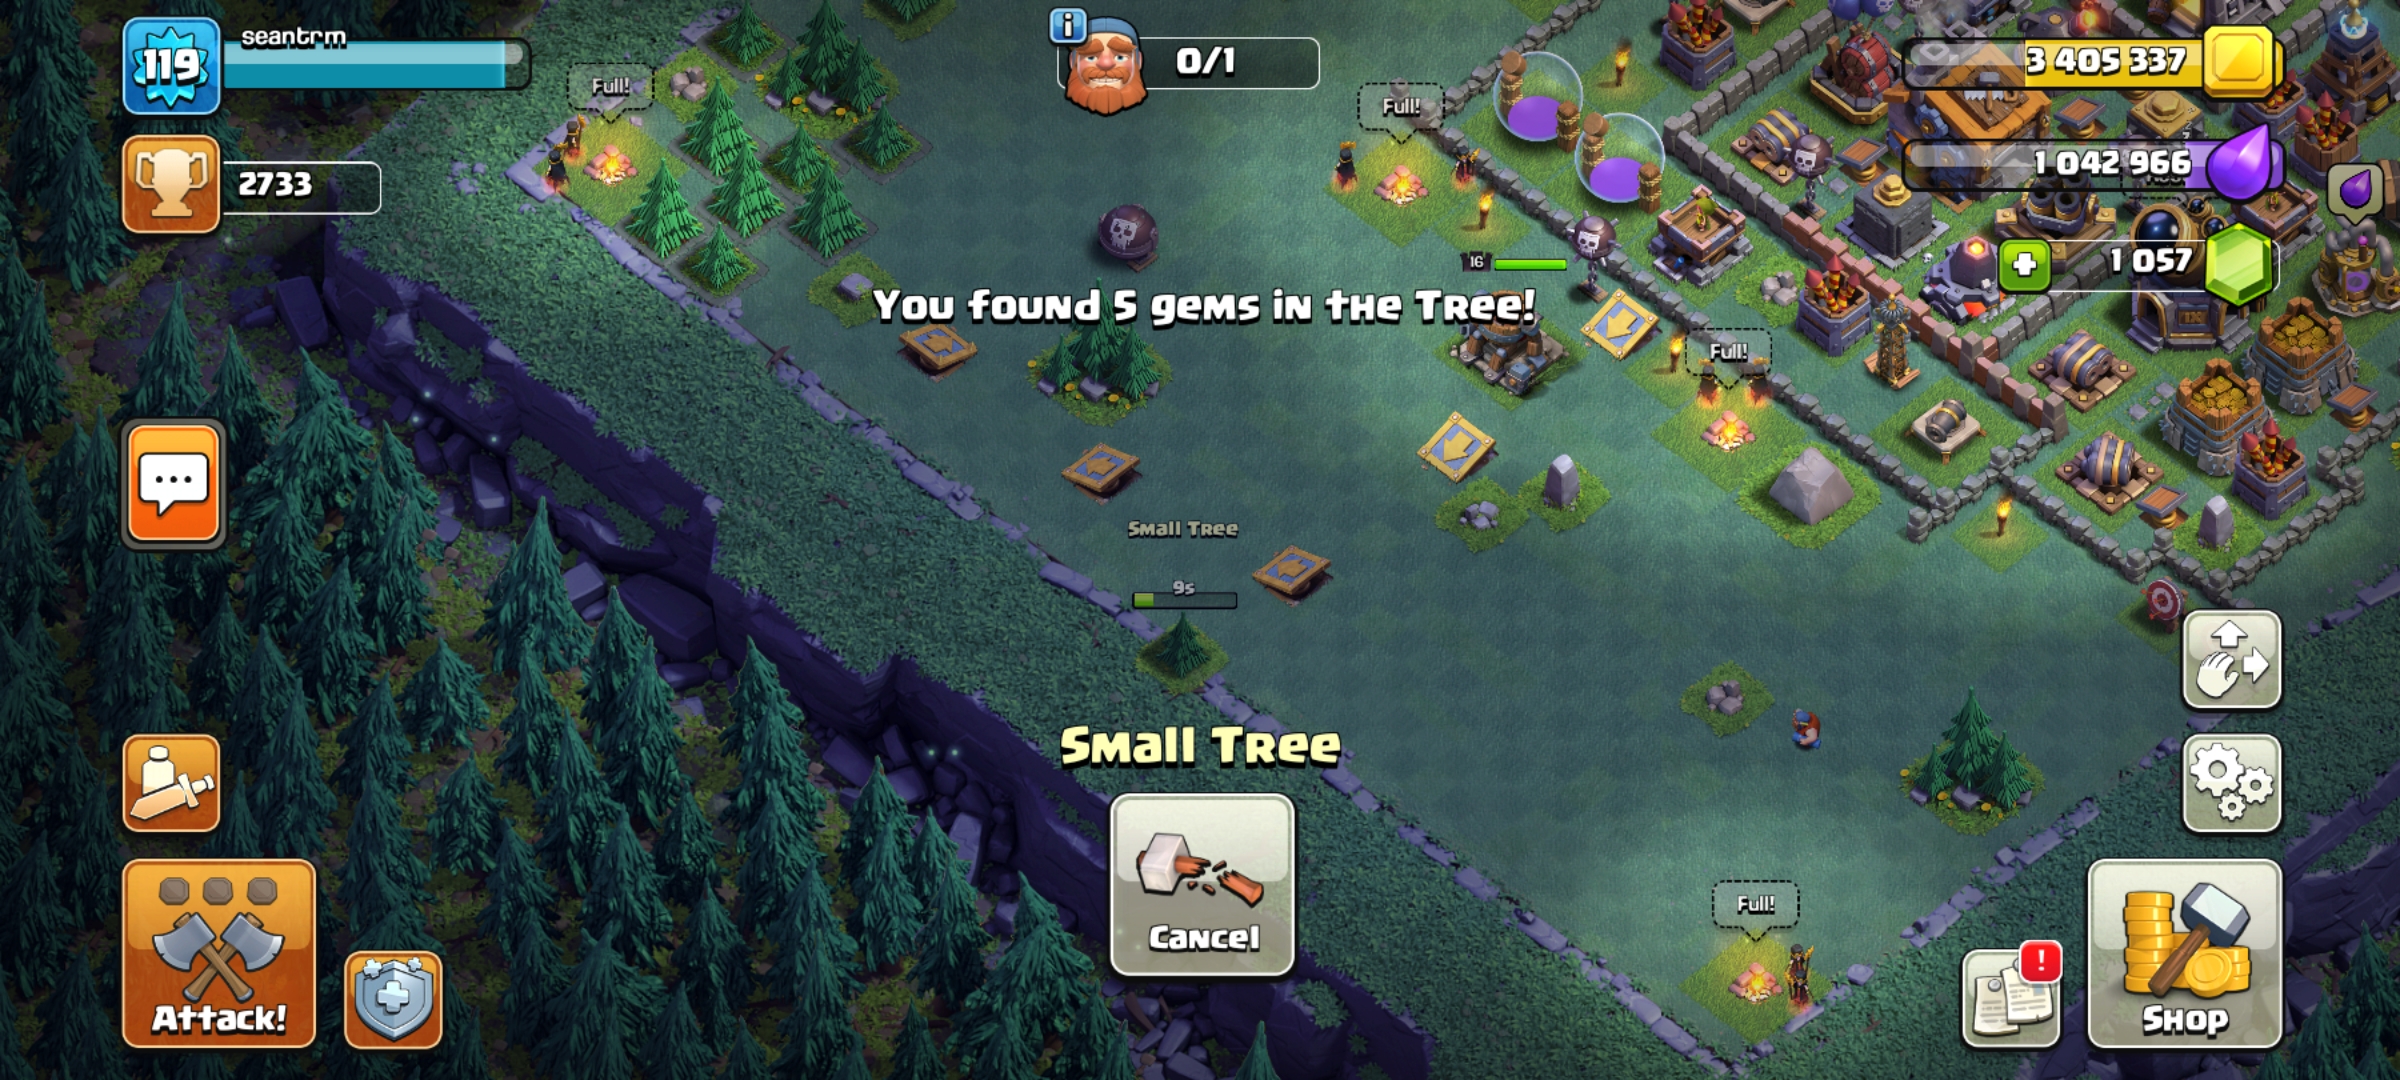 seantrm
119
2733
i
0/1
3 405 337
1 042 966
1 057
Full!
Full!
16
You found 5 gems in the Tree!
Full!
Small Tree
9s
Small Tree
Cancel
Full!
Attack!
!
Shop